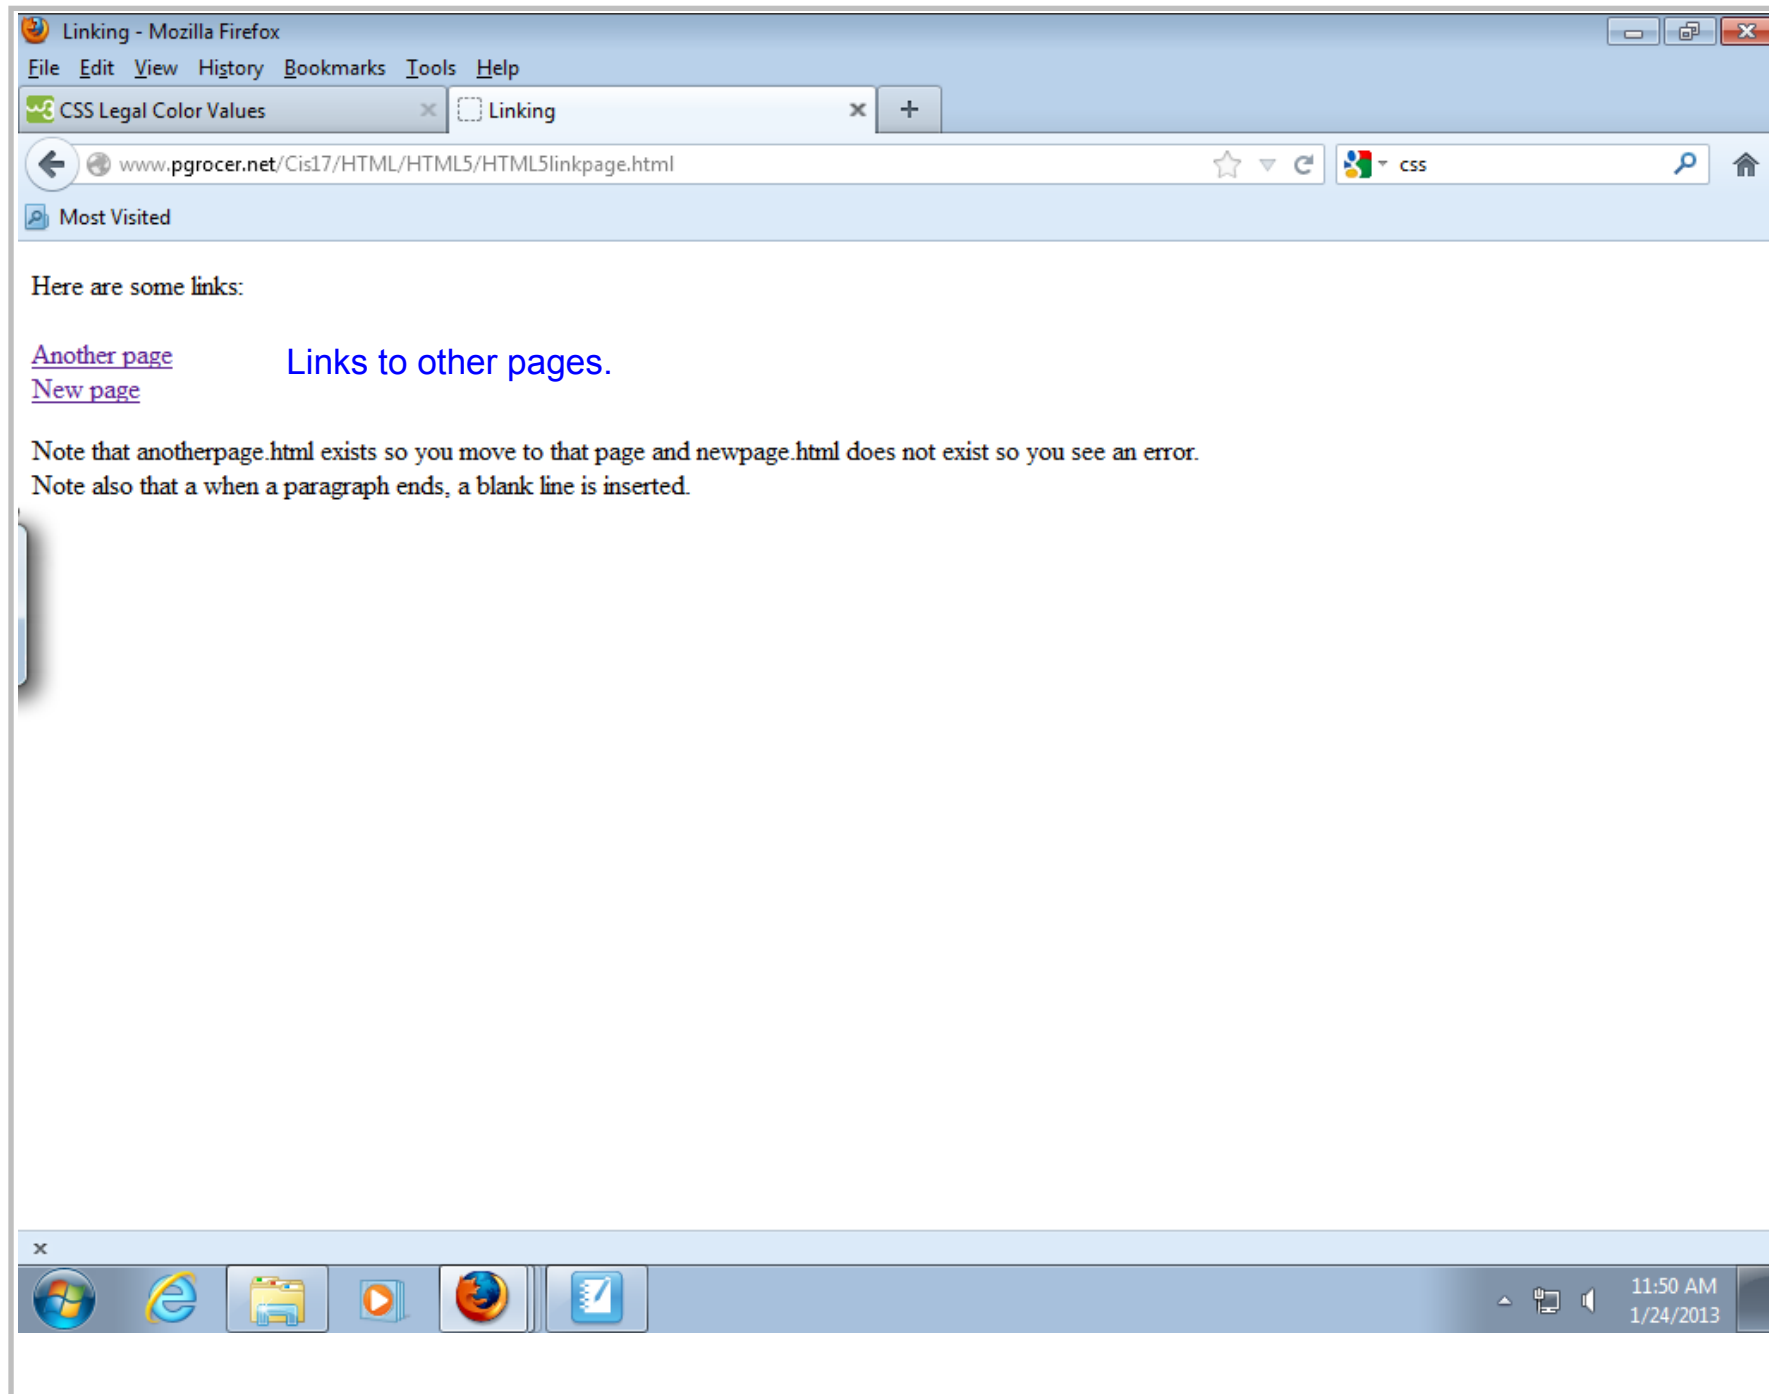 Linking - Mozilla Firefox
File Edit View History Bookmarks Tools Help
CSS Legal Color Values
Linking
www.pgrocer.net/Cis17/HTML/HTML5/HTML5linkpage.html
css
Most Visited
Here are some links:
Another page
Links to other pages.
New page
Note that anotherpage.html exists so you move to that page and newpage.html does not exist so you see an error.
Note also that a when a paragraph ends, a blank line is inserted.
11:50 AM
1/24/2013